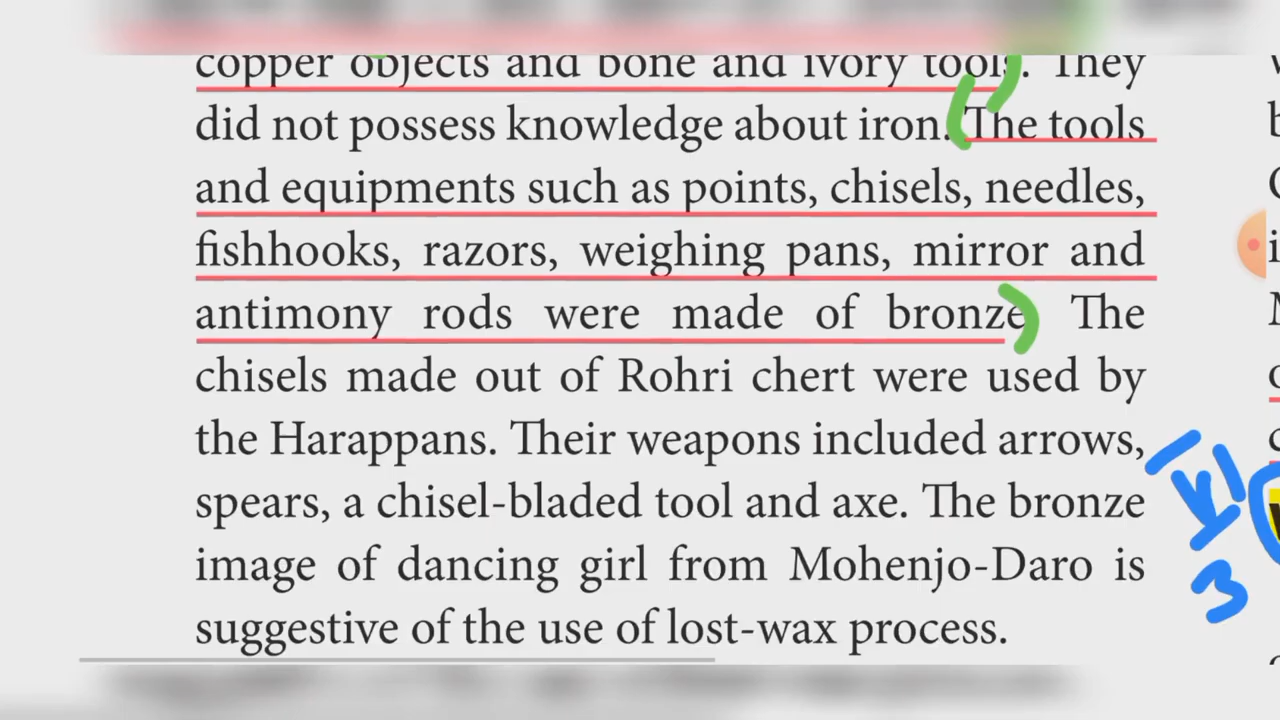 copper objects and bone and ivory tools. They
did not possess knowledge about iron. The tools
and equipments such as points, chisels, needles,
fishhooks, razors, weighing pans, mirror and
antimony rods were made of bronze The
chisels made out of Rohri chert were used by
the Harappans. Their weapons included arrows,
spears, a chisel-bladed tool and axe. The bronze
image of dancing girl from Mohenjo-Daro is
suggestive of the use of lost-wax process.
3